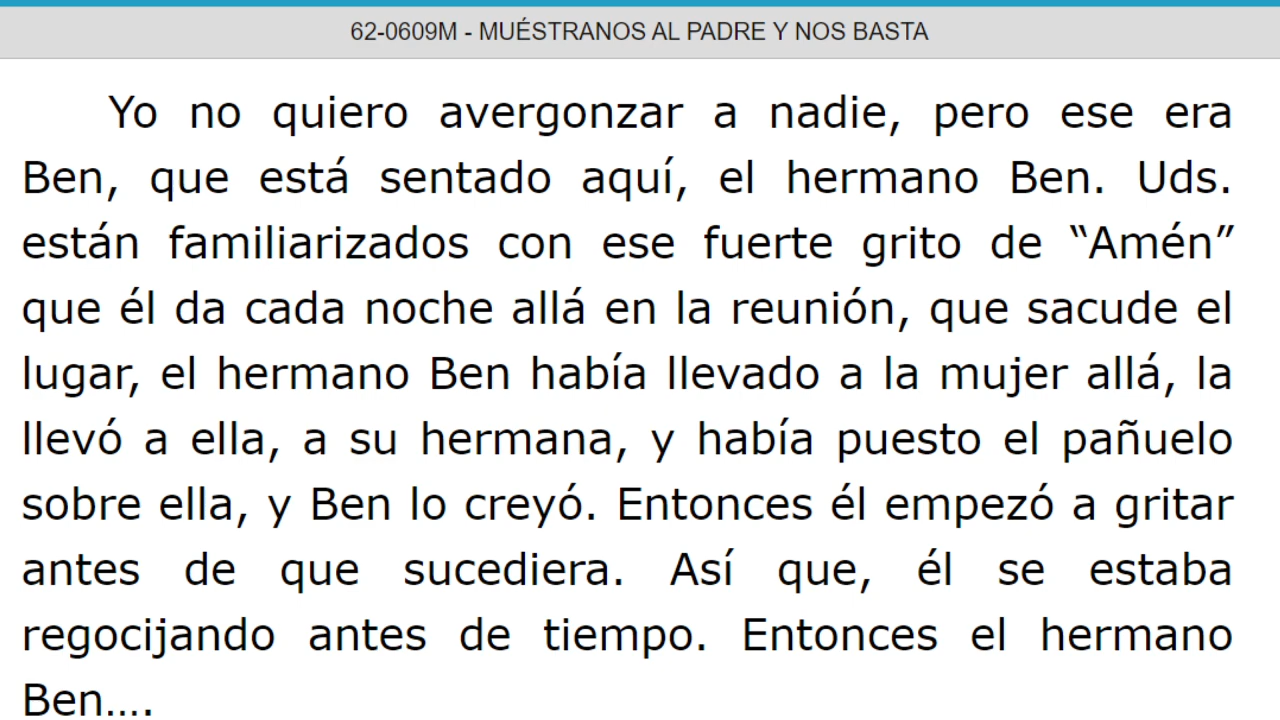 62-0609M - MUÉSTRANOS AL PADRE Y NOS BASTA
Yo no quiero avergonzar a nadie, pero ese era
Ben, que está sentado aquí, el hermano Ben. Uds.
están familiarizados con ese fuerte grito de “Amén”
que él da cada noche allá en la reunión, que sacude el
lugar, el hermano Ben había llevado a la mujer allá, la
llevó a ella, a su hermana, y había puesto el pañuelo
sobre ella, y Ben lo creyó. Entonces él empezó a gritar
antes de que sucediera. Así que, él se estaba
regocijando antes de tiempo. Entonces el hermano
Ben….